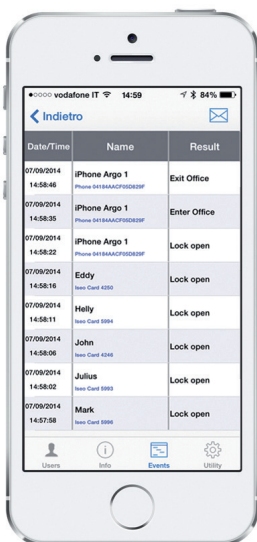 vodafone IT 14:59 84%
Indietro
Date/Time Name Result
07/09/2014 14:58:46 iPhone Argo 1 Phone 04184AACF05D829F Exit Office
07/09/2014 14:58:35 iPhone Argo 1 Phone 04184AACF05D829F Enter Office
07/09/2014 14:58:22 iPhone Argo 1 Phone 04184AACF05D829F Lock open
07/09/2014 14:58:16 Eddy Iseo Card 4250 Lock open
07/09/2014 14:58:11 Helly Iseo Card 5994 Lock open
07/09/2014 14:58:06 John Iseo Card 4246 Lock open
07/09/2014 14:58:02 Julius Iseo Card 5993 Lock open
07/09/2014 14:57:58 Mark Iseo Card 5996 Lock open
Users Info Events Utility